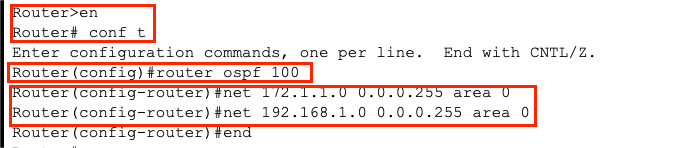 Router>en
Router# conf t
Enter configuration commands, one per line.  End with CNTL/Z.
Router(config)#router ospf 100
Router(config-router)#net 172.1.1.0 0.0.0.255 area 0
Router(config-router)#net 192.168.1.0 0.0.0.255 area 0
Router(config-router)#end